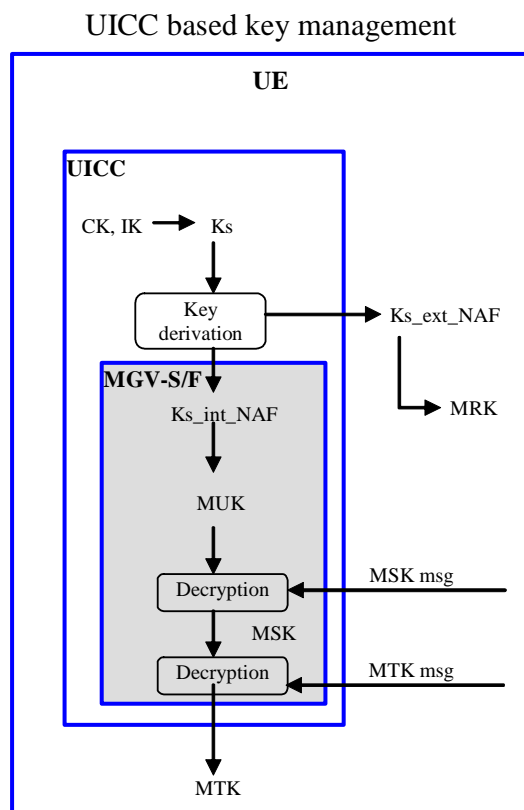 UICC based key management
UE
UICC
CK, IK
Ks
Key
derivation
Ks_ext_NAF
MGV-S/F
Ks_int_NAF
MRK
MUK
Decryption
MSK msg
MSK
Decryption
MTK msg
MTK